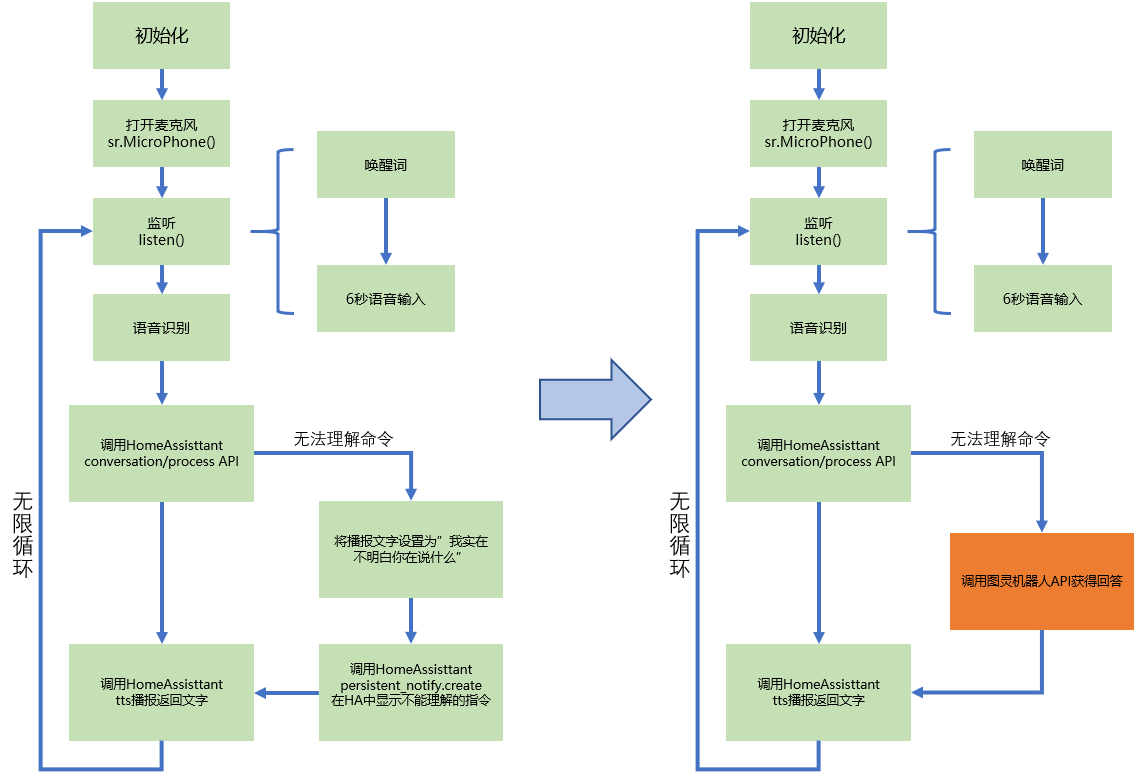 初始化
打开麦克风
sr.MicroPhone()
监听
listen()
唤醒词
6秒语音输入
语音识别
调用HomeAssisttant
conversation/process API
无法理解命令
将播报文字设置为”我实在
不明白你在说什么“
调用HomeAssisttant
persistent_notify.create
在HA中显示不能理解的指令
调用HomeAssisttant
tts播报返回文字
无
限
循
环
初始化
打开麦克风
sr.MicroPhone()
监听
listen()
唤醒词
6秒语音输入
语音识别
调用HomeAssisttant
conversation/process API
无法理解命令
调用图灵机器人API获得回答
调用HomeAssisttant
tts播报返回文字
无
限
循
环